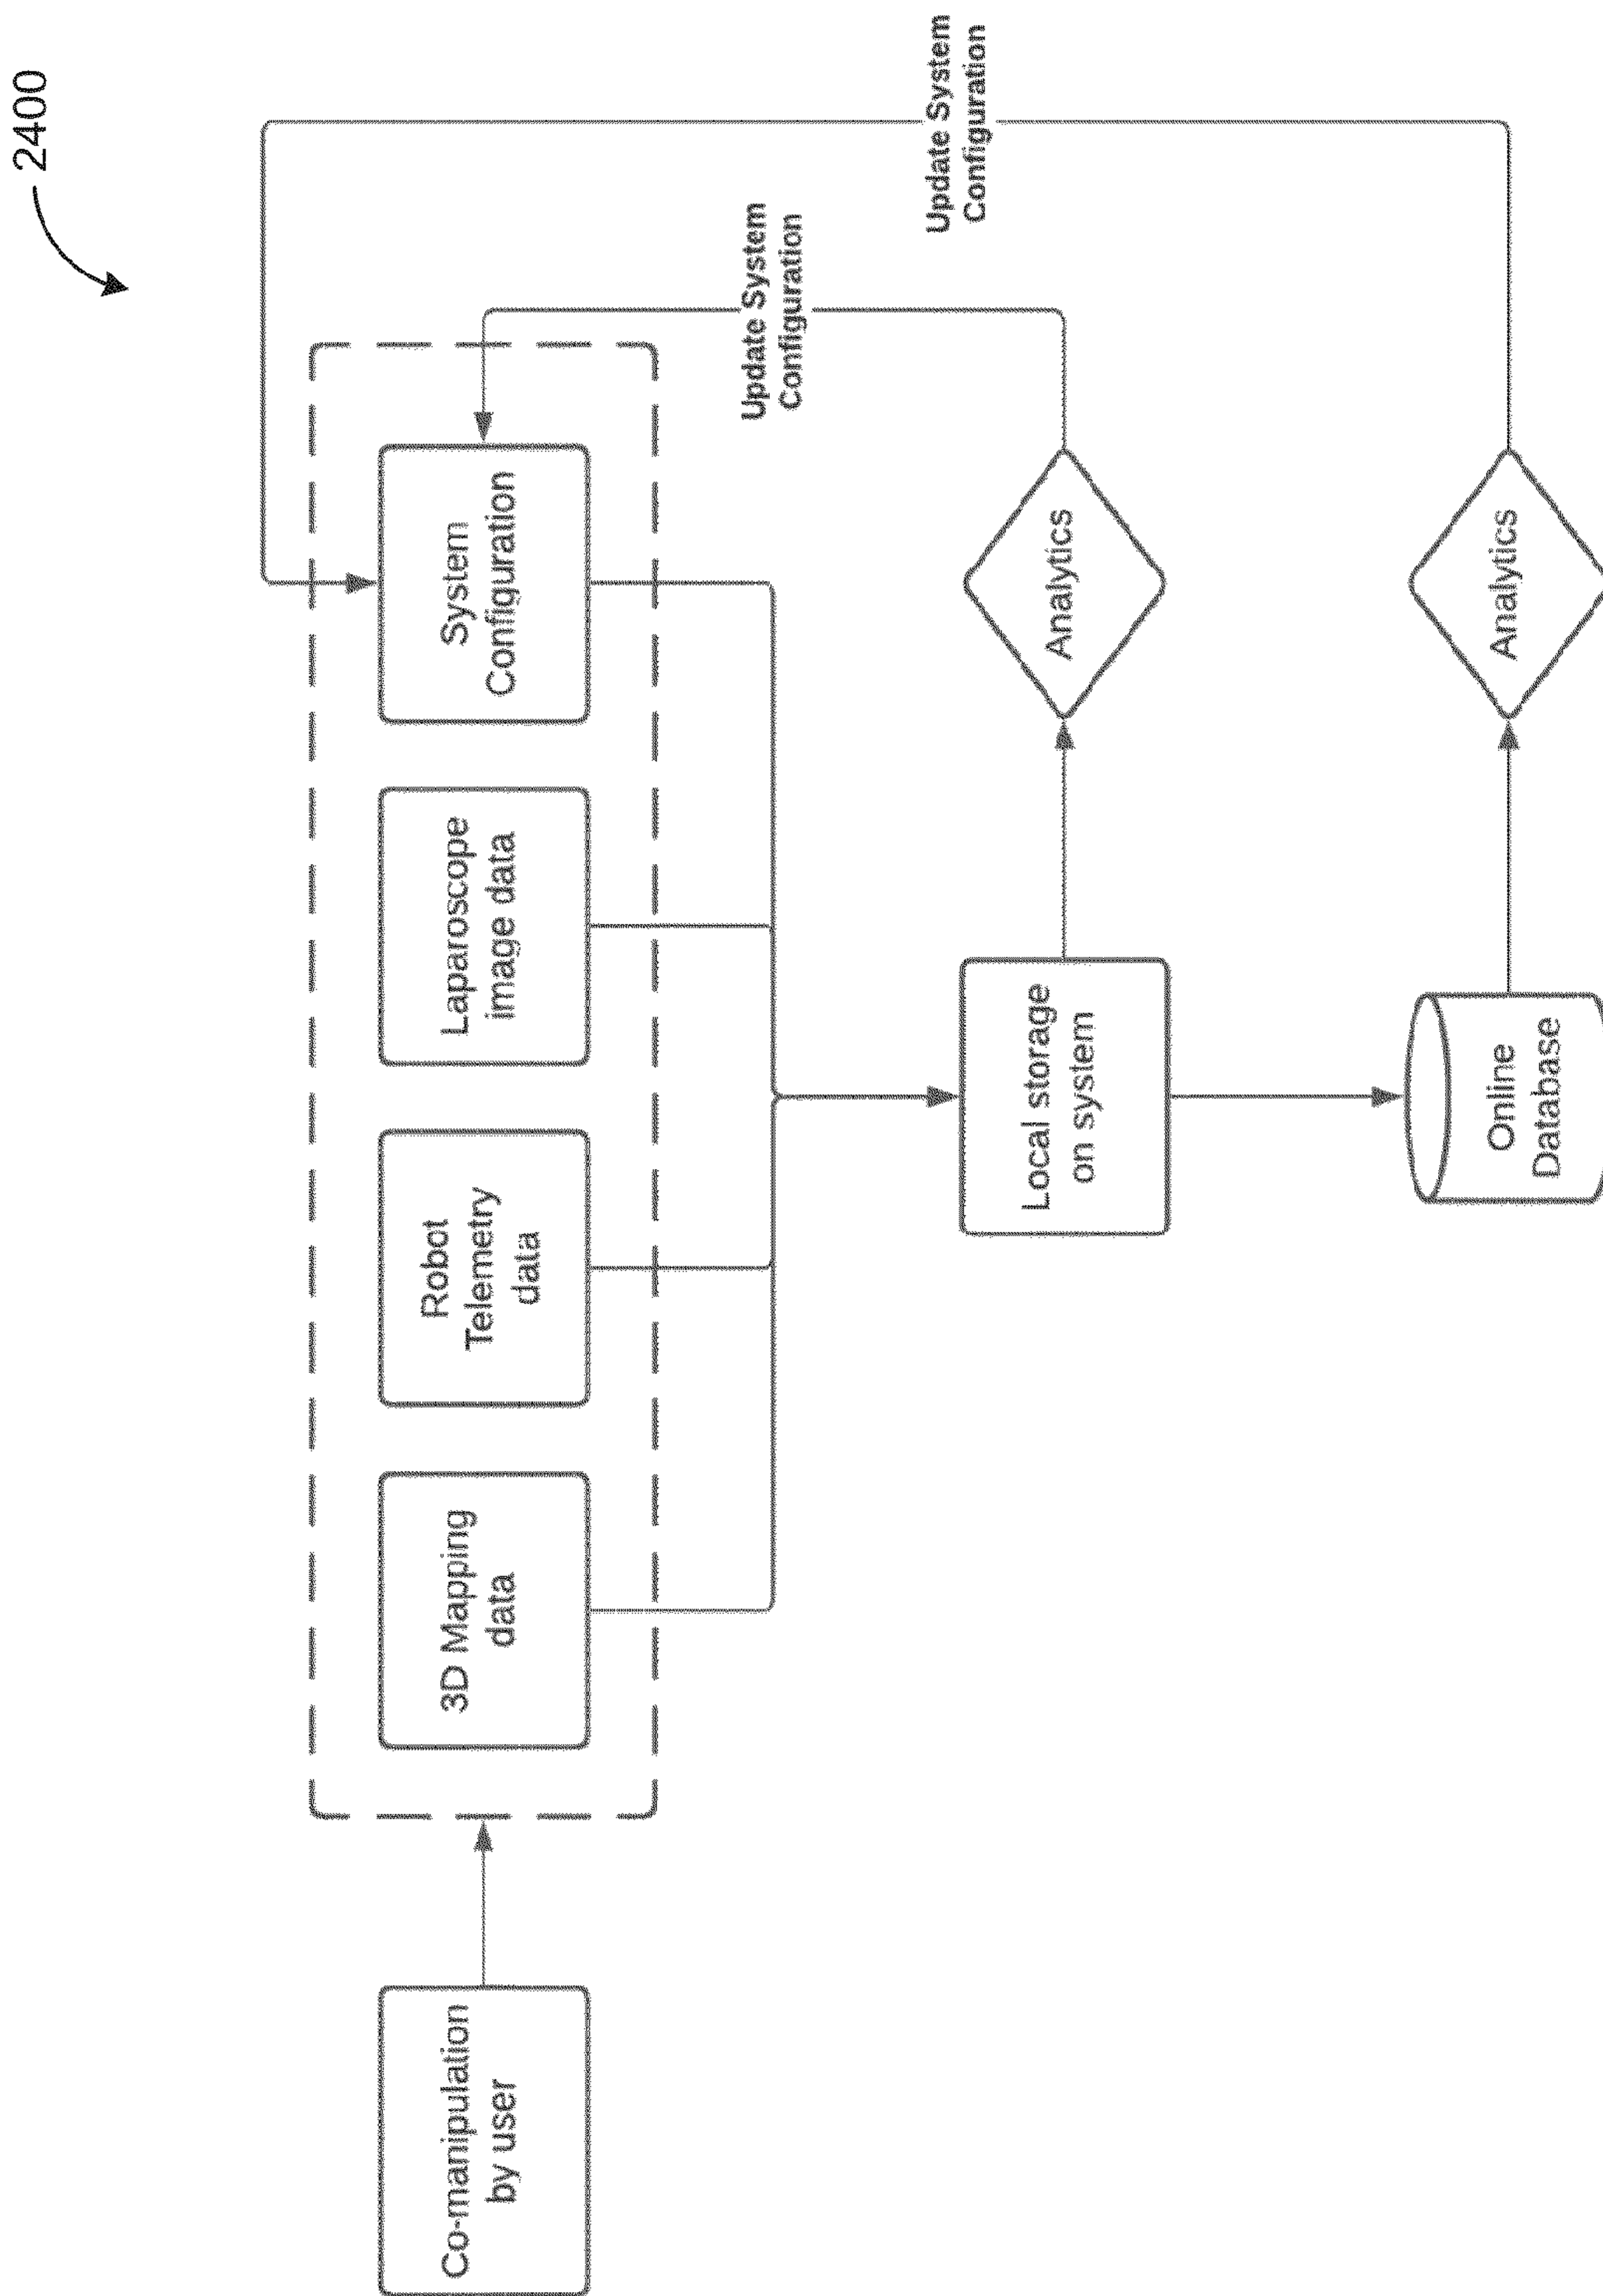 2400
Co-manipulation
by user
3D Mapping
data
Robot
Telemetry
data
Laparoscope
image data
System
Configuration
Update System
Configuration
Update System
Configuration
Local storage
on system
Analytics
Online
Database
Analytics